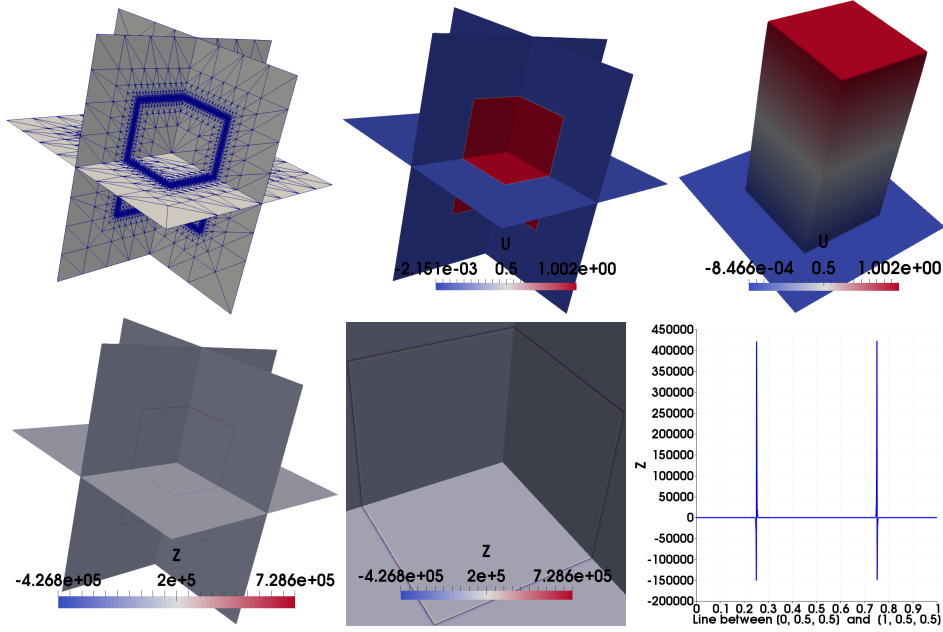 U
-2.151e-03 0.5 1.002e+00
U
-8.466e-04 0.5 1.002e+00
Z
-4.268e+05 2e+5 7.286e+05
Z
-4.268e+05 2e+5 7.286e+05
450000
400000
350000
300000
250000
200000
150000
100000
50000
0
-50000
-100000
-150000
-200000
Z
0 0.1 0.2 0.3 0.4 0.5 0.6 0.7 0.8 0.9 1
Line between (0, 0.5, 0.5) and (1, 0.5, 0.5)